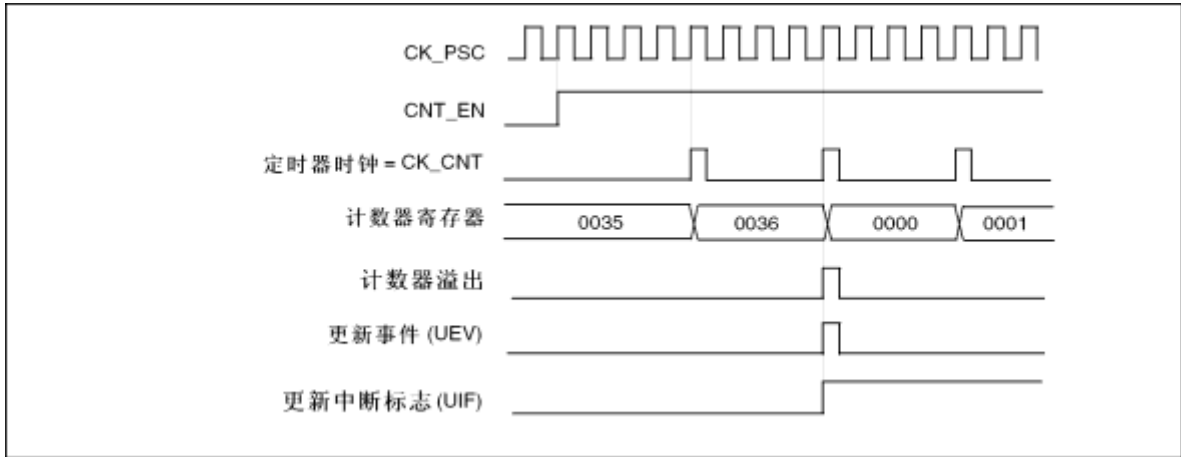 CK_PSC
CNT_EN
定时器时钟 = CK_CNT
计数器寄存器 0035 0036 0000 0001
计数器溢出
更新事件 (UEV)
更新中断标志 (UIF)